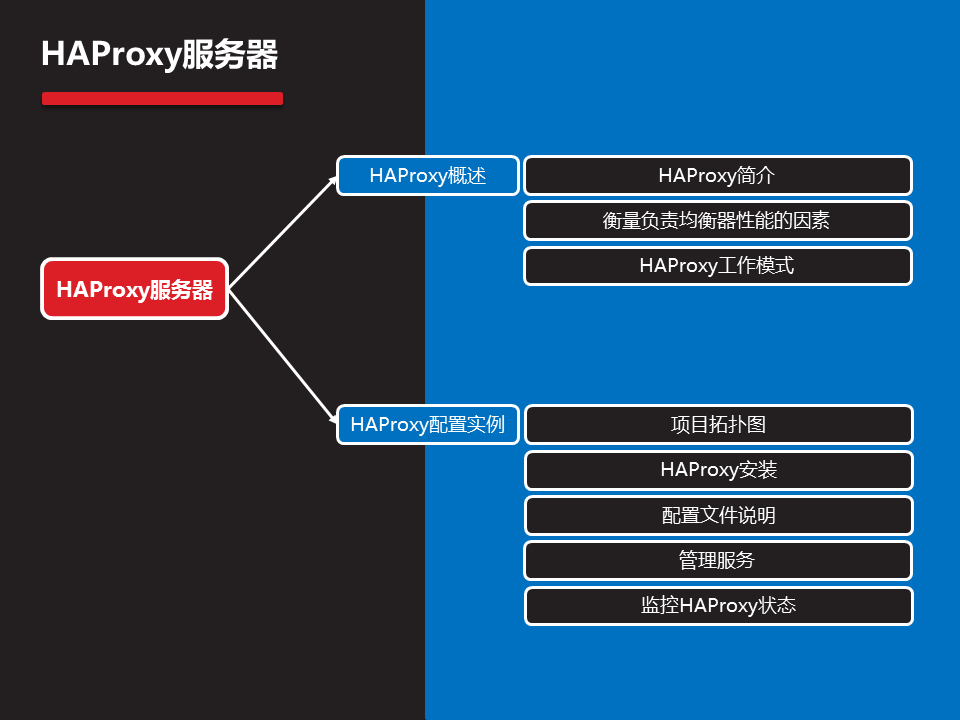 HAProxy服务器
HAProxy概述
HAProxy简介
衡量负责均衡器性能的因素
HAProxy工作模式
HAProxy服务器
HAProxy配置实例
项目拓扑图
HAProxy安装
配置文件说明
管理服务
监控HAProxy状态